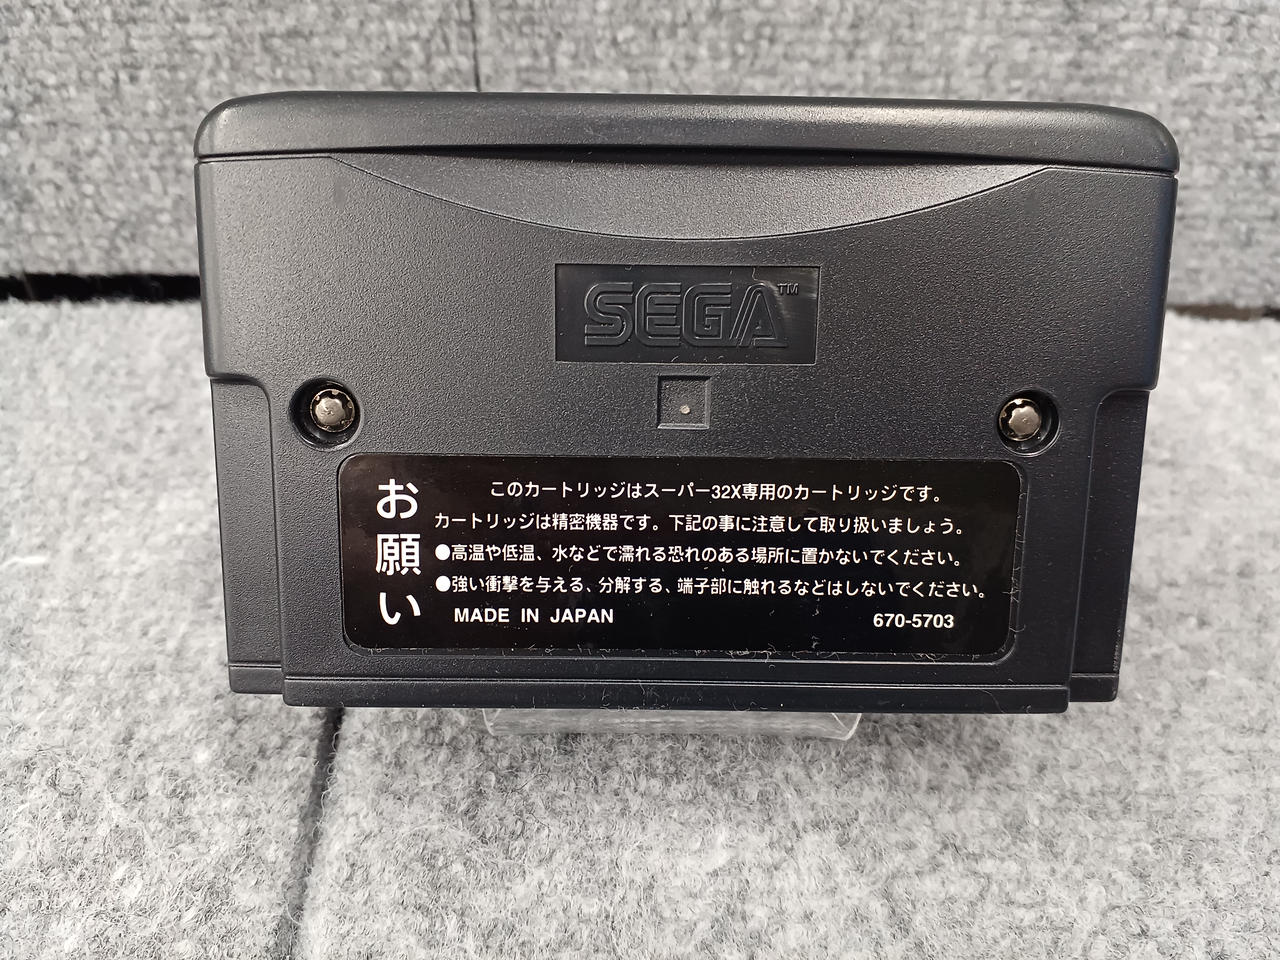 SEGA™
お願い
このカートリッジはスーパー32X専用のカートリッジです。
カートリッジは精密機器です。下記の事に注意して取り扱いましょう。
●高温や低温、水などで濡れる恐れのある場所に置かないでください。
●強い衝撃を与える、分解する、端子部に触れるなどはしないでください。
MADE IN JAPAN 670-5703